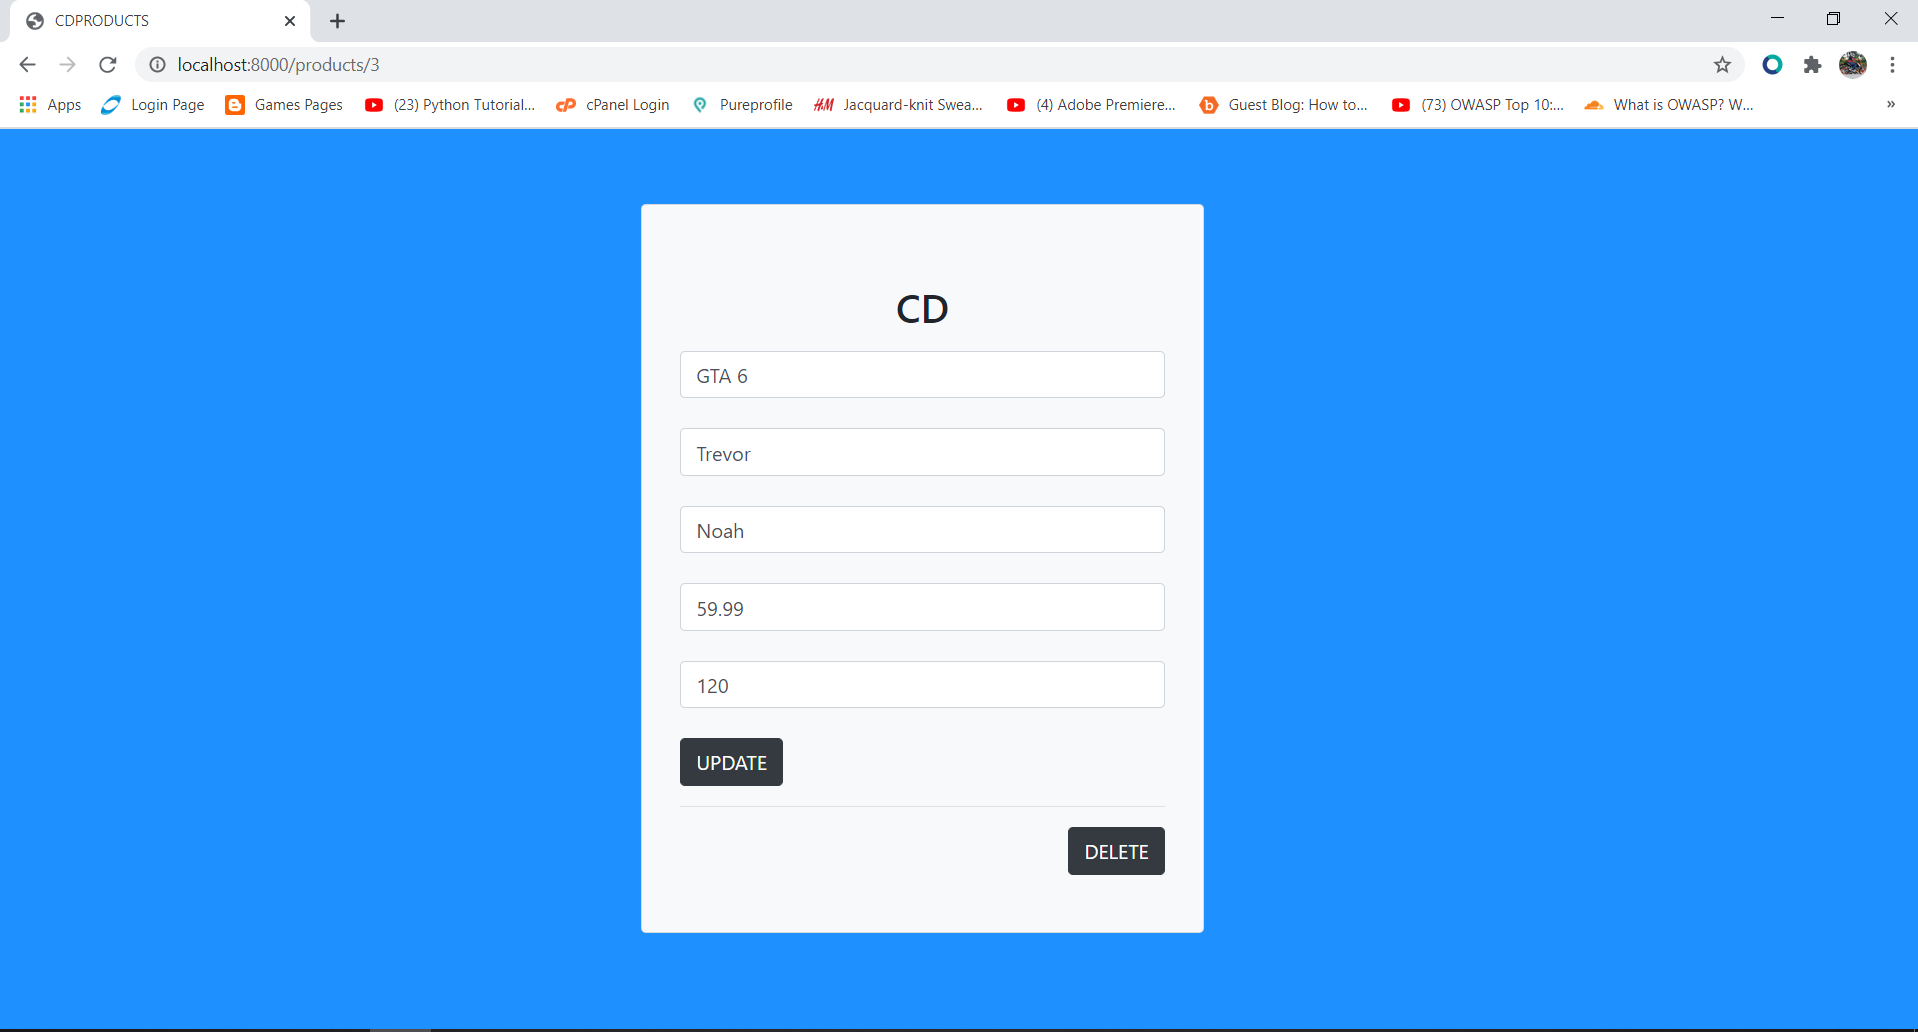 CDPRODUCTS
localhost:8000/products/3
Apps Login Page Games Pages (23) Python Tutorial... cP cPanel Login Pureprofile H&M Jacquard-knit Swea... (4) Adobe Premiere... b Guest Blog: How to... (73) OWASP Top 10:... What is OWASP? W... »
CD
GTA 6
Trevor
Noah
59.99
120
UPDATE
DELETE